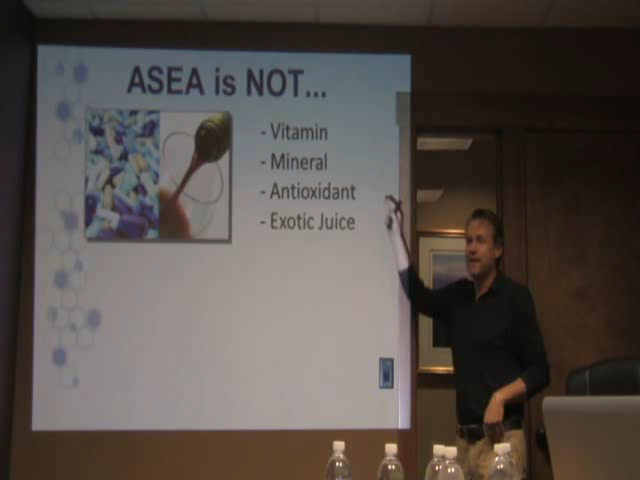 ASEA is NOT...
- Vitamin
- Mineral
- Antioxidant
- Exotic Juice